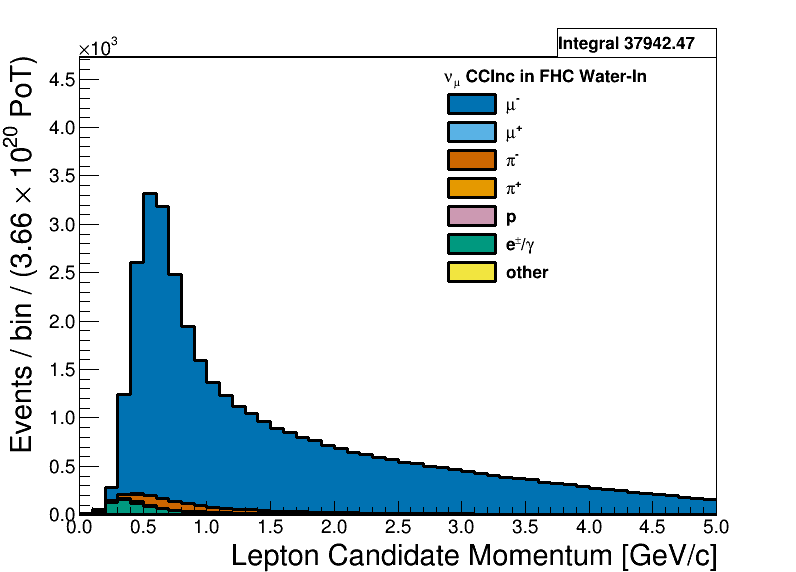 Integral 37942.47
×10³
ν_μ CCInc in FHC Water-In
μ⁻
μ⁺
π⁻
π⁺
p
e^±/γ
other
Events / bin / (3.66 × 10²⁰ PoT)
4.5
4.0
3.5
3.0
2.5
2.0
1.5
1.0
0.5
0.0
0.0 0.5 1.0 1.5 2.0 2.5 3.0 3.5 4.0 4.5 5.0
Lepton Candidate Momentum [GeV/c]